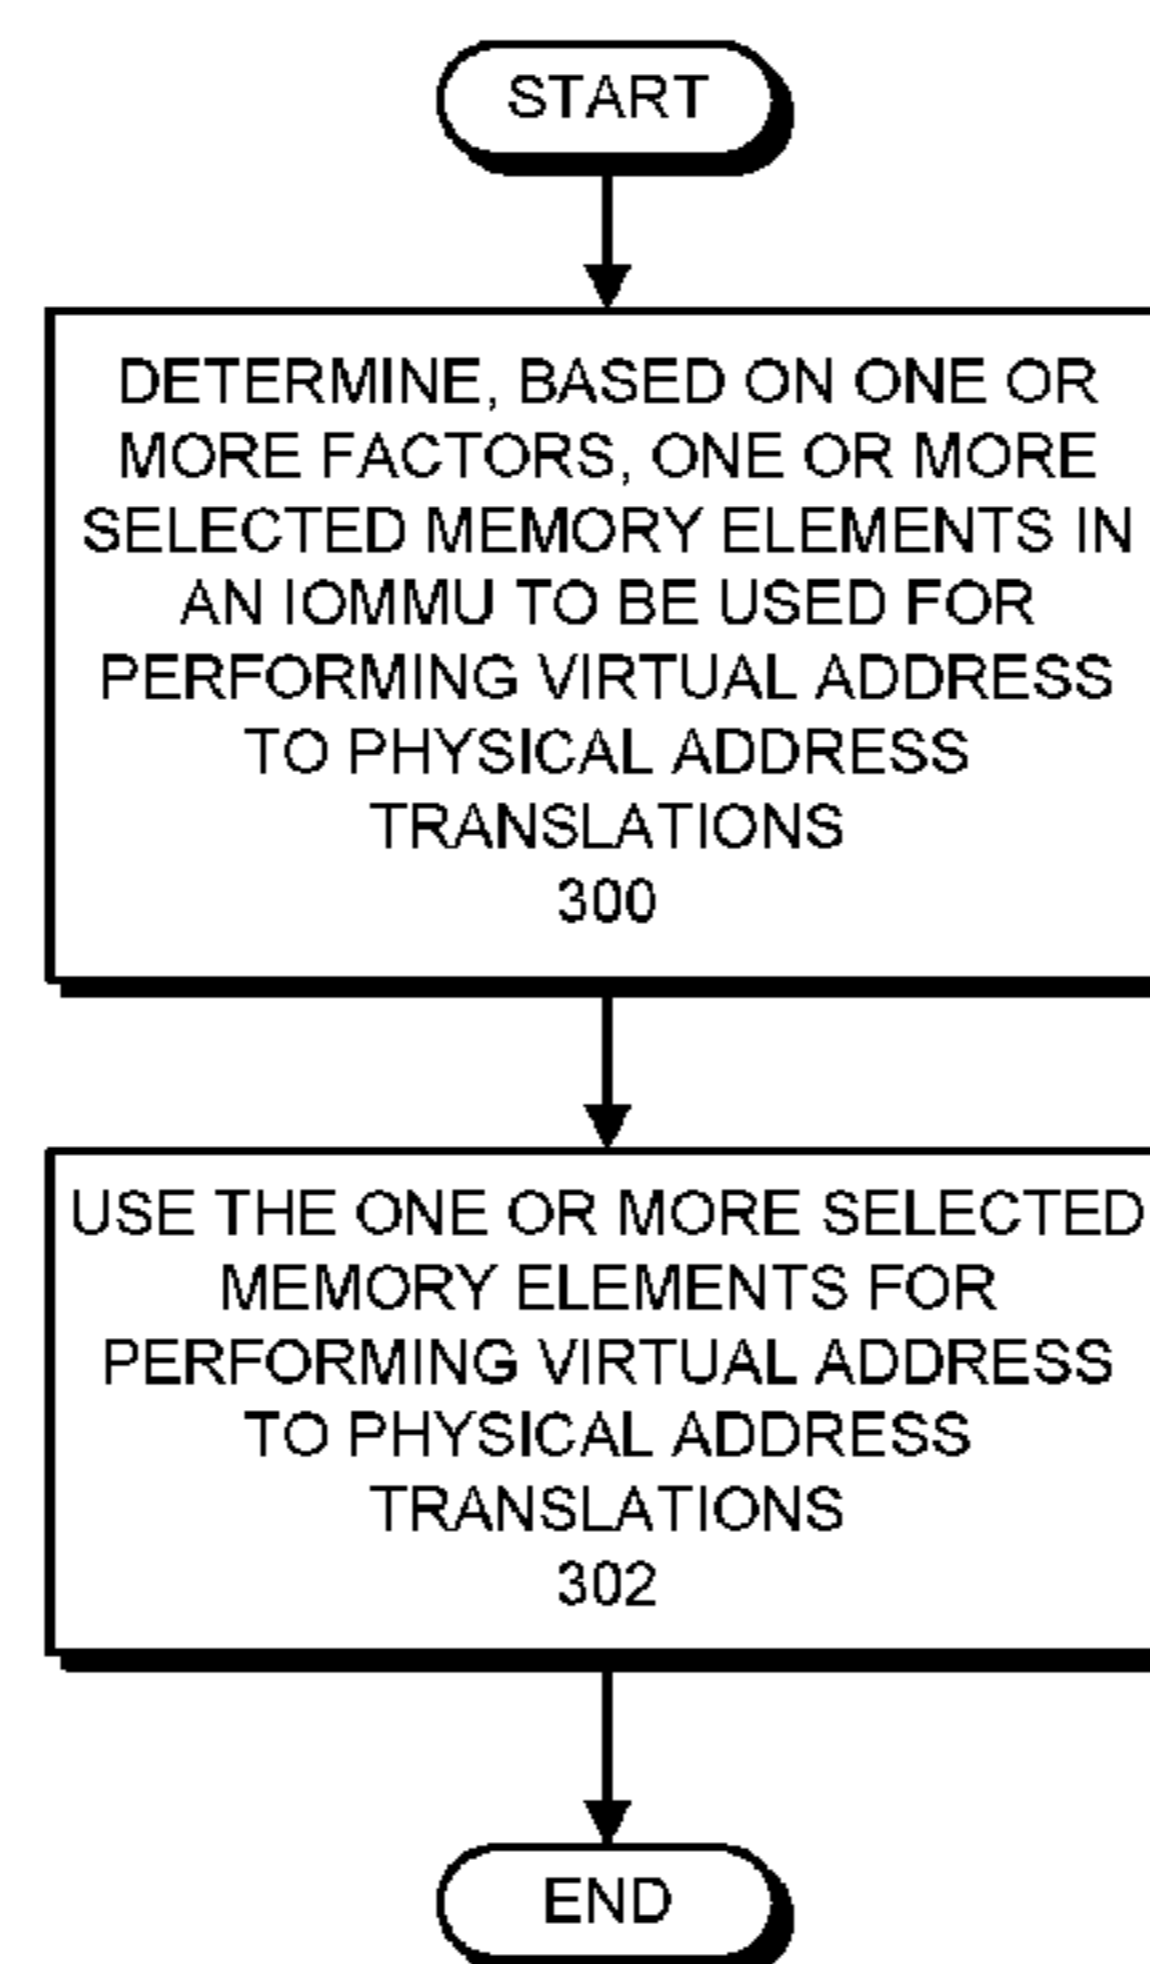 START
DETERMINE, BASED ON ONE OR
MORE FACTORS, ONE OR MORE
SELECTED MEMORY ELEMENTS IN
AN IOMMU TO BE USED FOR
PERFORMING VIRTUAL ADDRESS
TO PHYSICAL ADDRESS
TRANSLATIONS
300
USE THE ONE OR MORE SELECTED
MEMORY ELEMENTS FOR
PERFORMING VIRTUAL ADDRESS
TO PHYSICAL ADDRESS
TRANSLATIONS
302
END